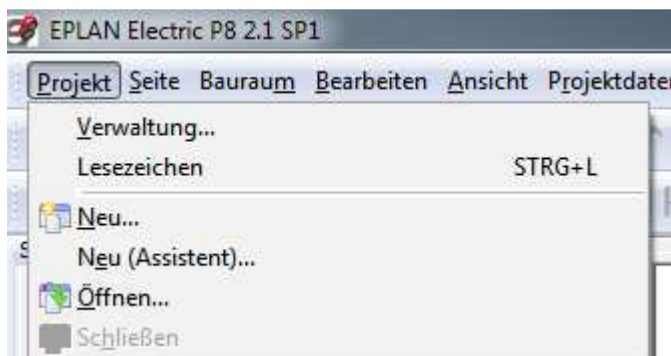 EPLAN Electric P8 2.1 SP1
Projekt Seite Bauraum Bearbeiten Ansicht
Verwaltung...
Lesezeichen STRG+L
Neu...
Neu (Assistent)...
Öffnen...
Schließen